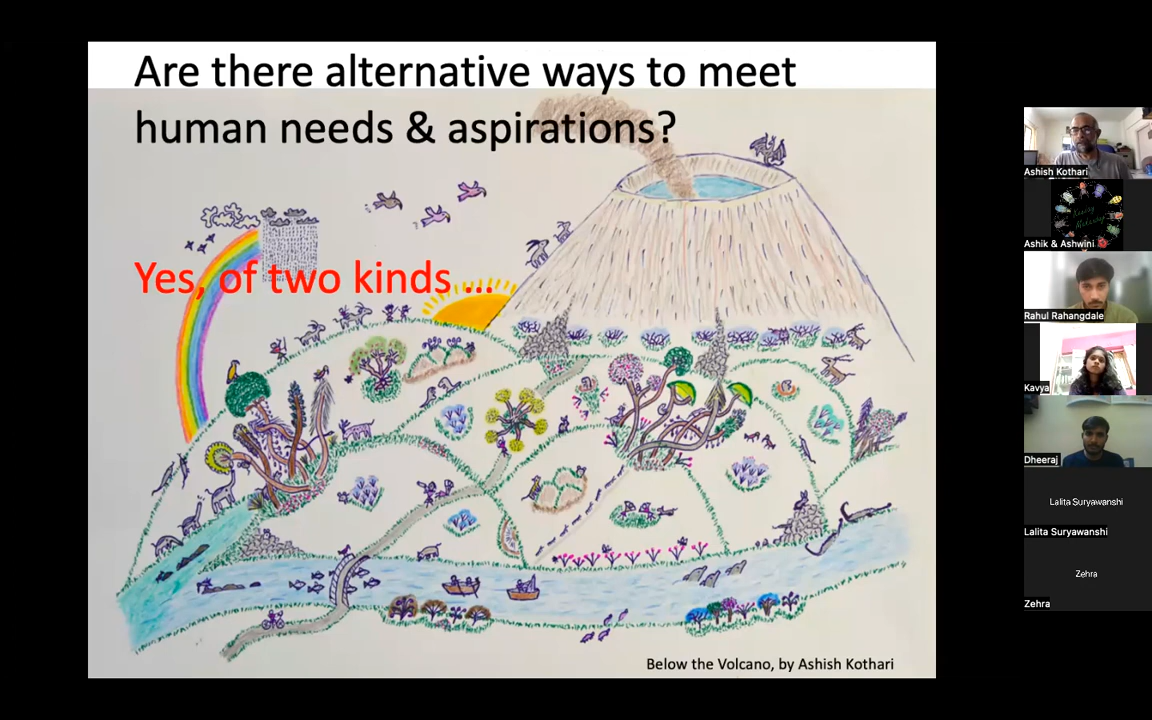 Are there alternative ways to meet
human needs & aspirations?
Yes, of two kinds ...
Below the Volcano, by Ashish Kothari
Ashish Kothari
Ashik & Ashwini
Rahul Rahangdale
Kavya
Dheeraj
Lalita Suryawanshi
Lalita Suryawanshi
Zehra
Zehra